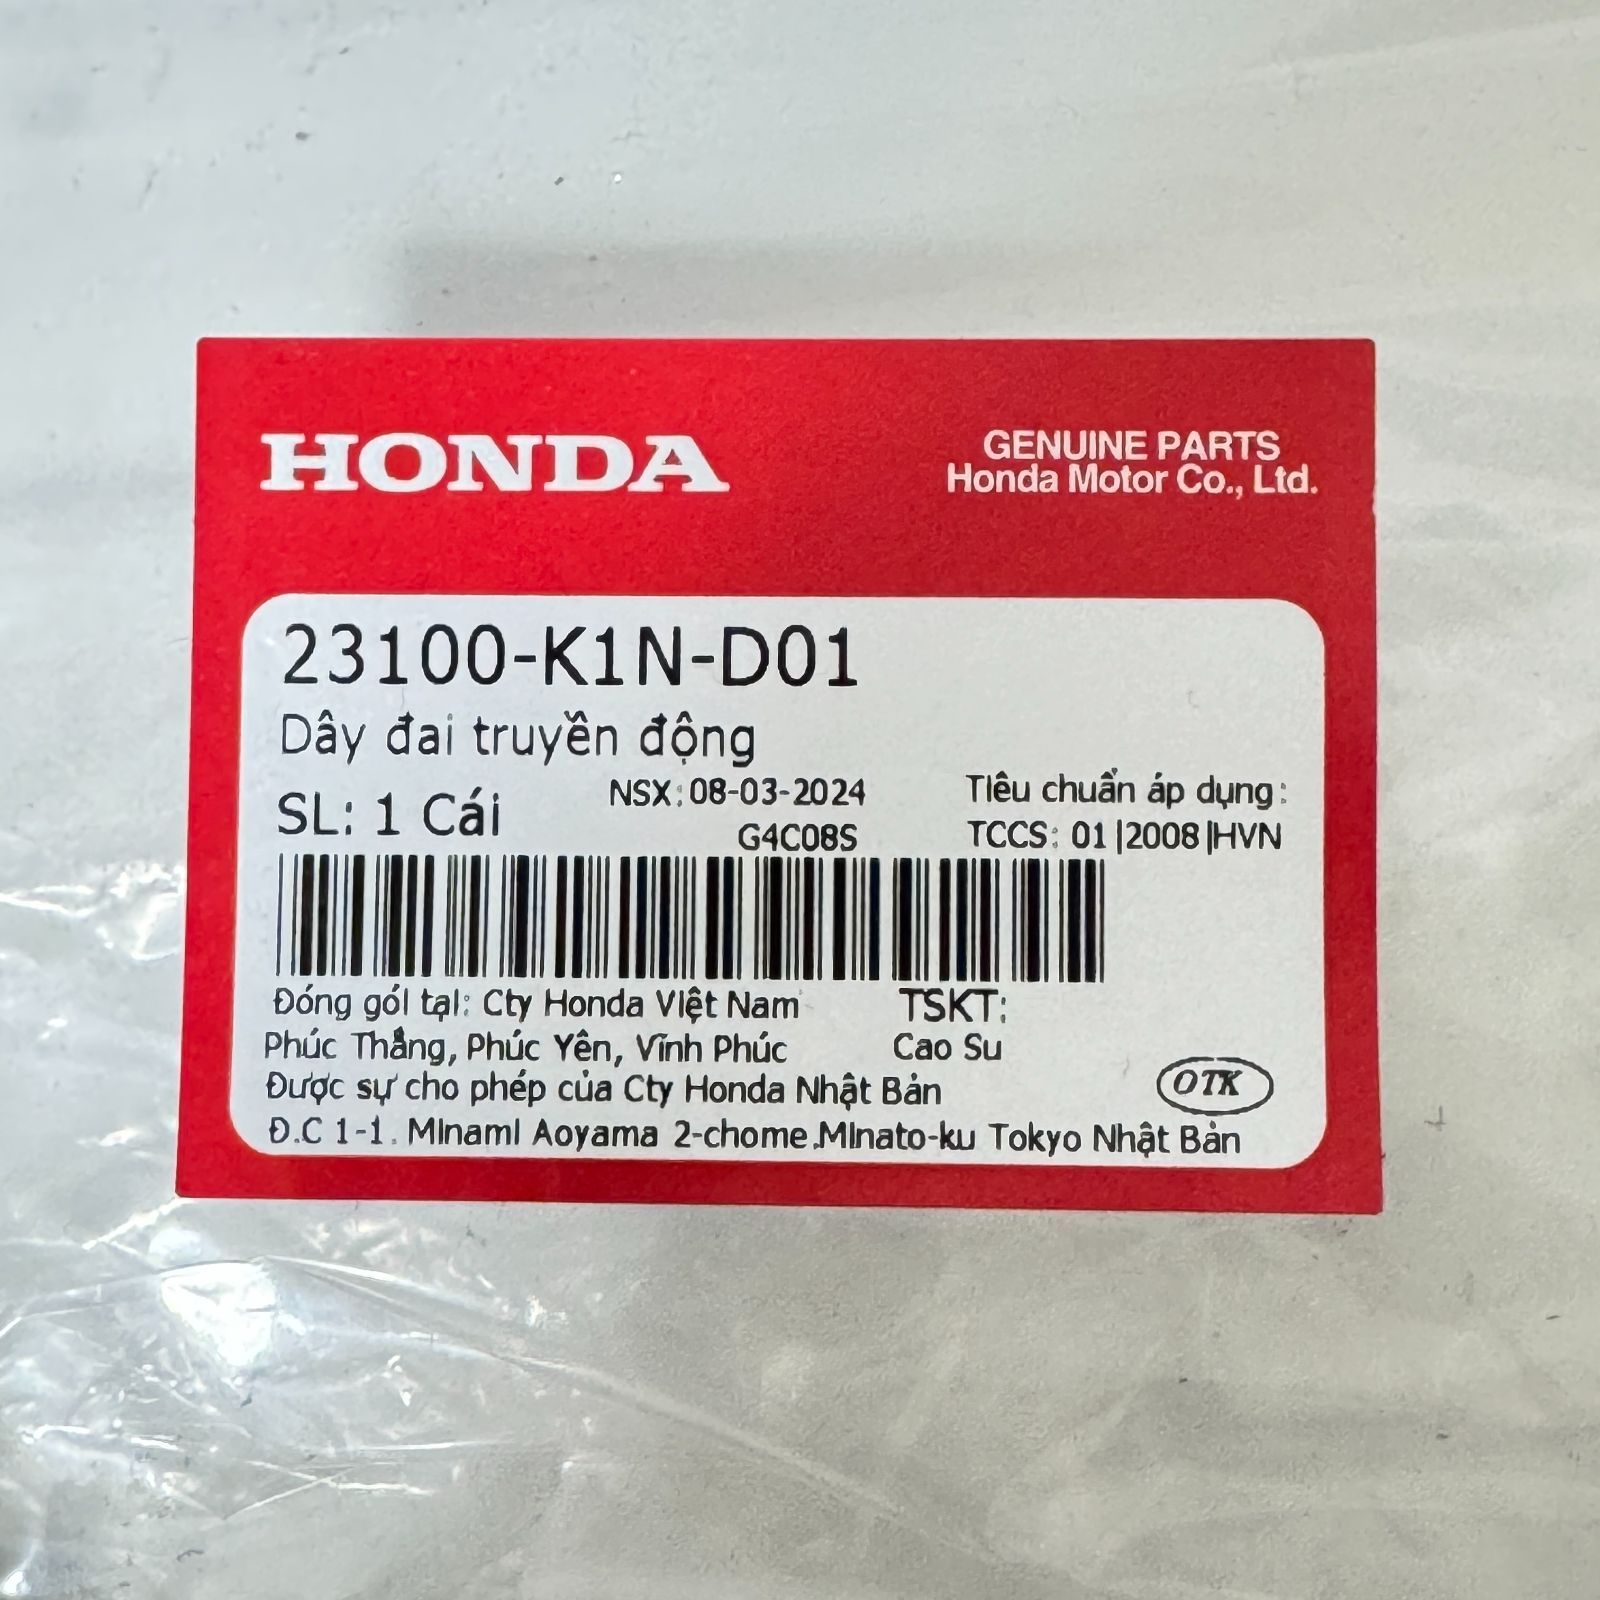 HONDA
GENUINE PARTS
Honda Motor Co., Ltd.
23100-K1N-D01
Dây đai truyền động
SL: 1 Cái
NSX: 08-03-2024
G4C08S
Tiêu chuẩn áp dụng:
TCCS: 01|2008|HVN
Đóng gói tại: Cty Honda Việt Nam
Phúc Thắng, Phúc Yên, Vĩnh Phúc
TSKT:
Cao Su
Được sự cho phép của Cty Honda Nhật Bản
OTK
Đ.C 1-1. Minami Aoyama 2-chome.Minato-ku Tokyo Nhật Bản